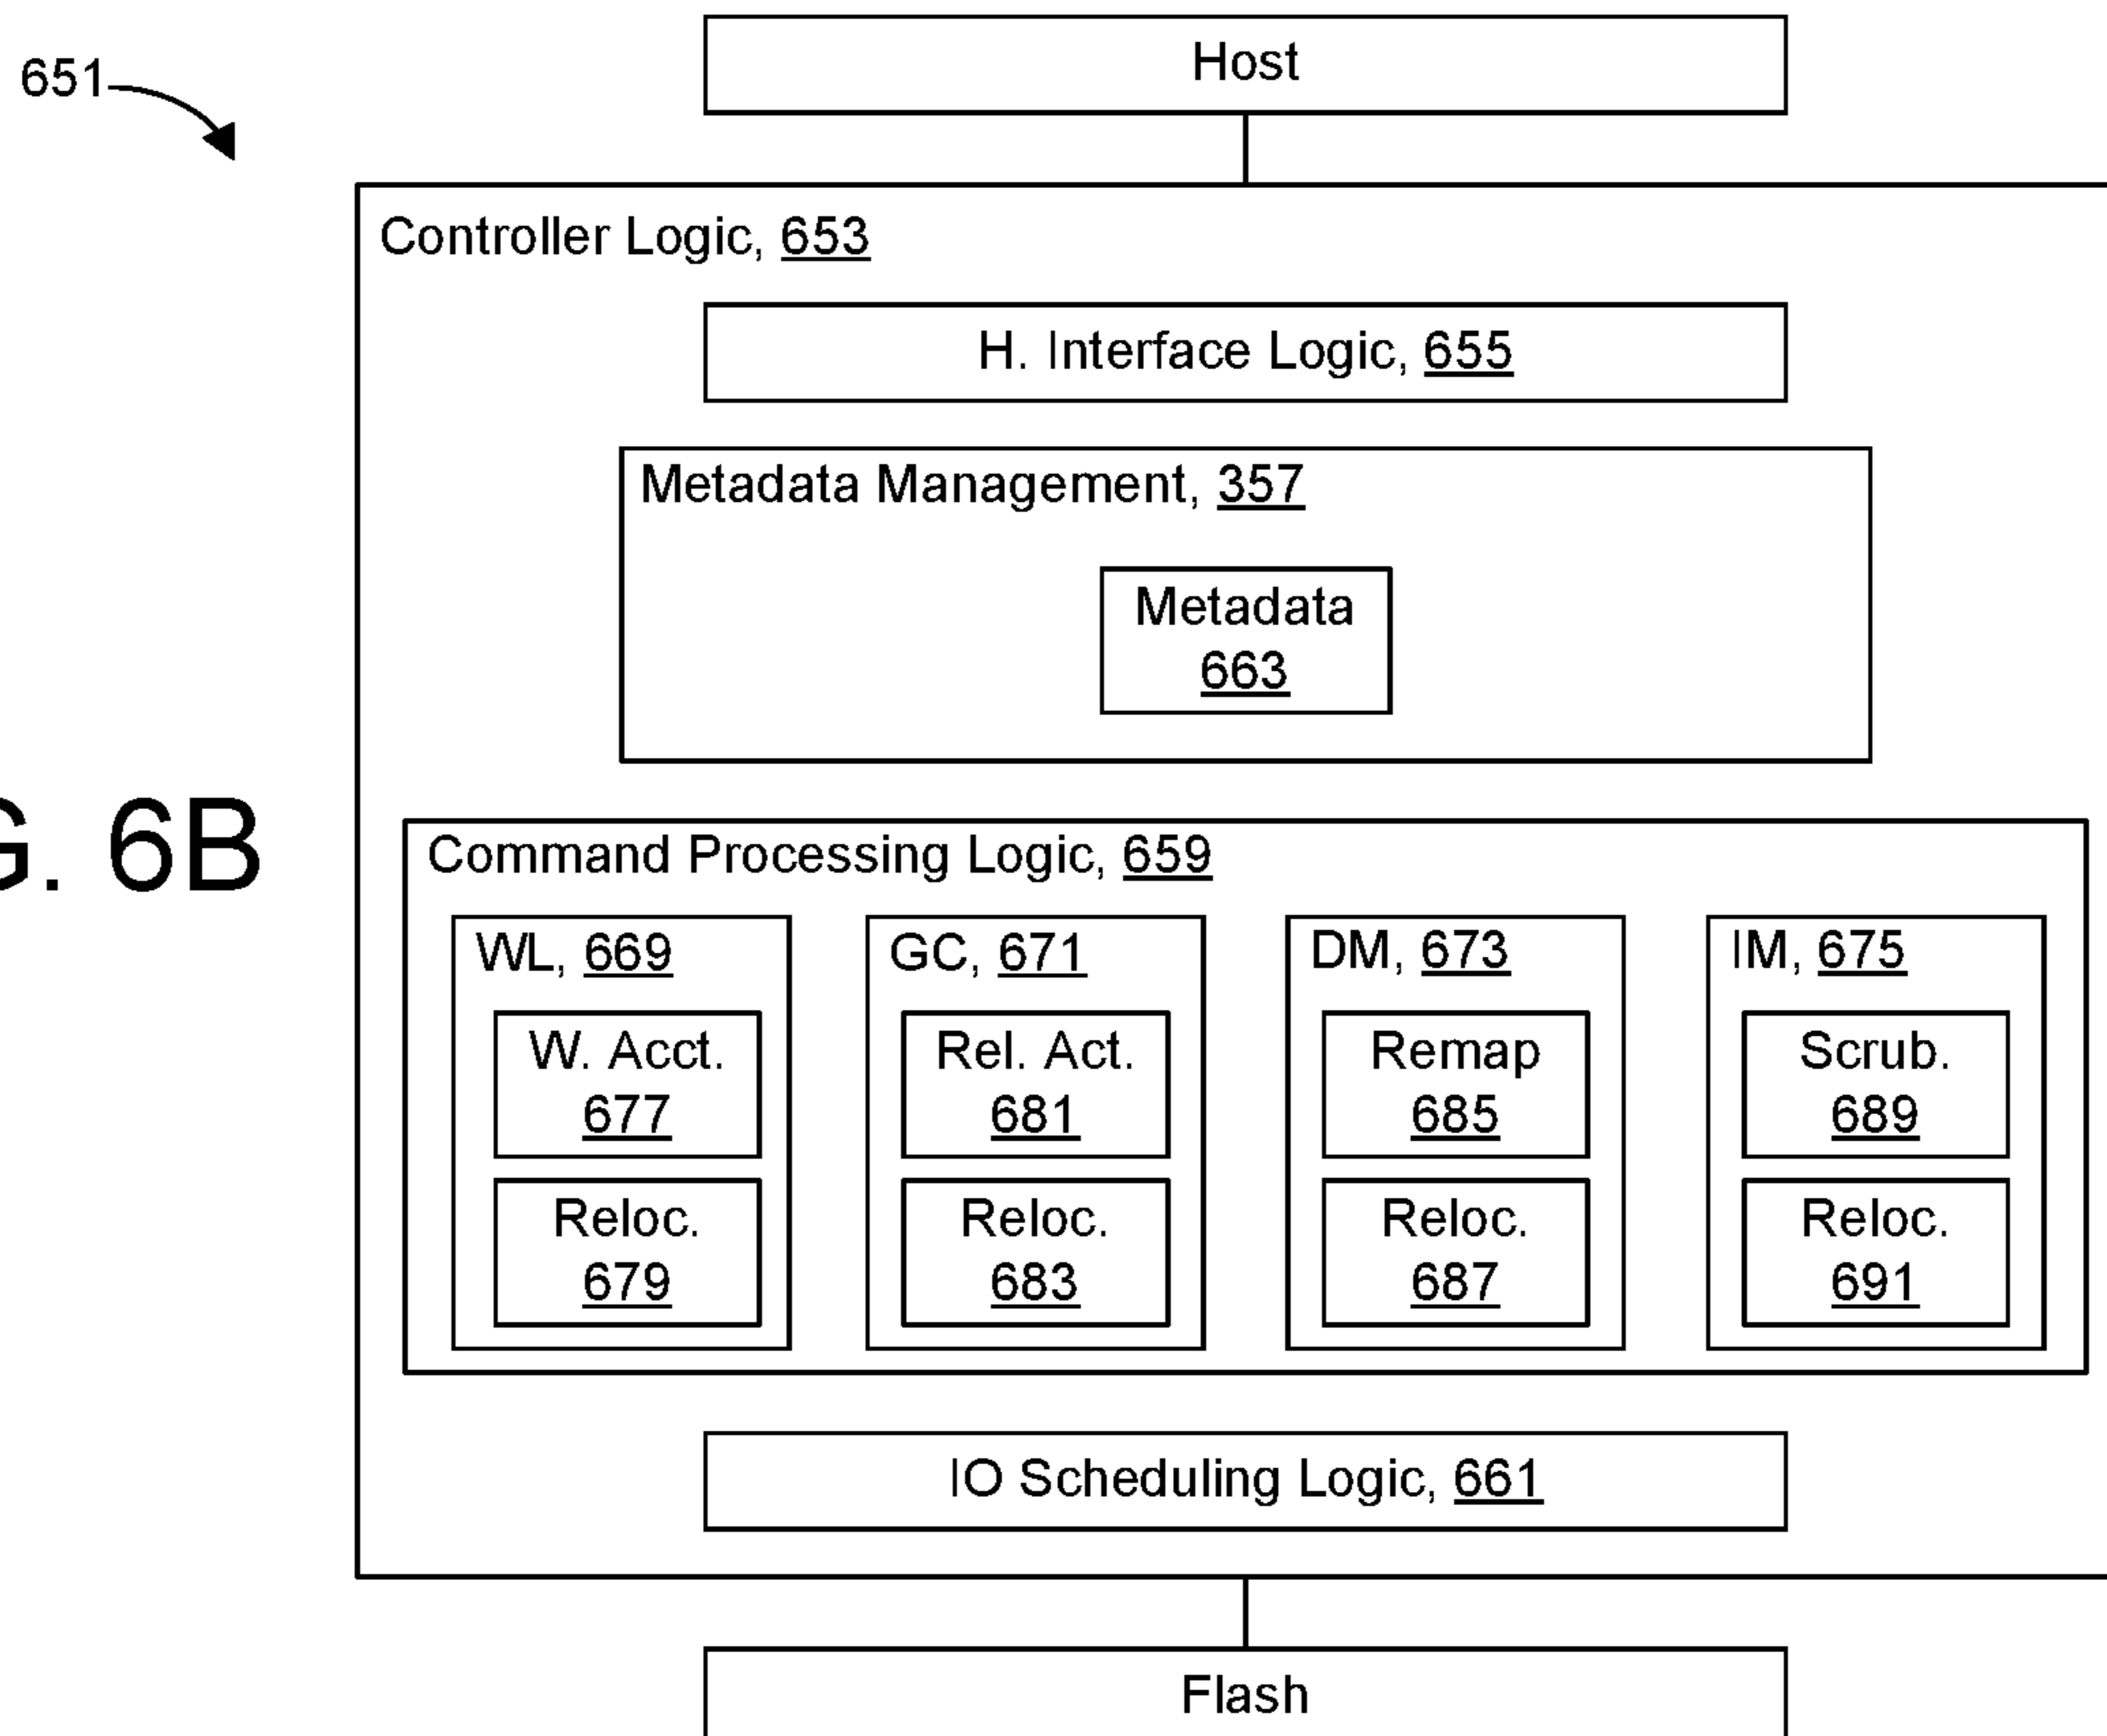 651
Host
Controller Logic, 653
H. Interface Logic, 655
Metadata Management, 357
Metadata
663
G. 6B
Command Processing Logic, 659
WL, 669
W. Acct.
677
Reloc.
679
GC, 671
Rel. Act.
681
Reloc.
683
DM, 673
Remap
685
Reloc.
687
IM, 675
Scrub.
689
Reloc.
691
IO Scheduling Logic, 661
Flash